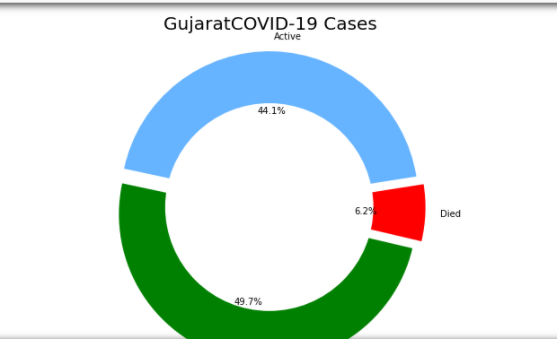 GujaratCOVID-19 Cases
Active
44.1%
6.2%
Died
49.7%